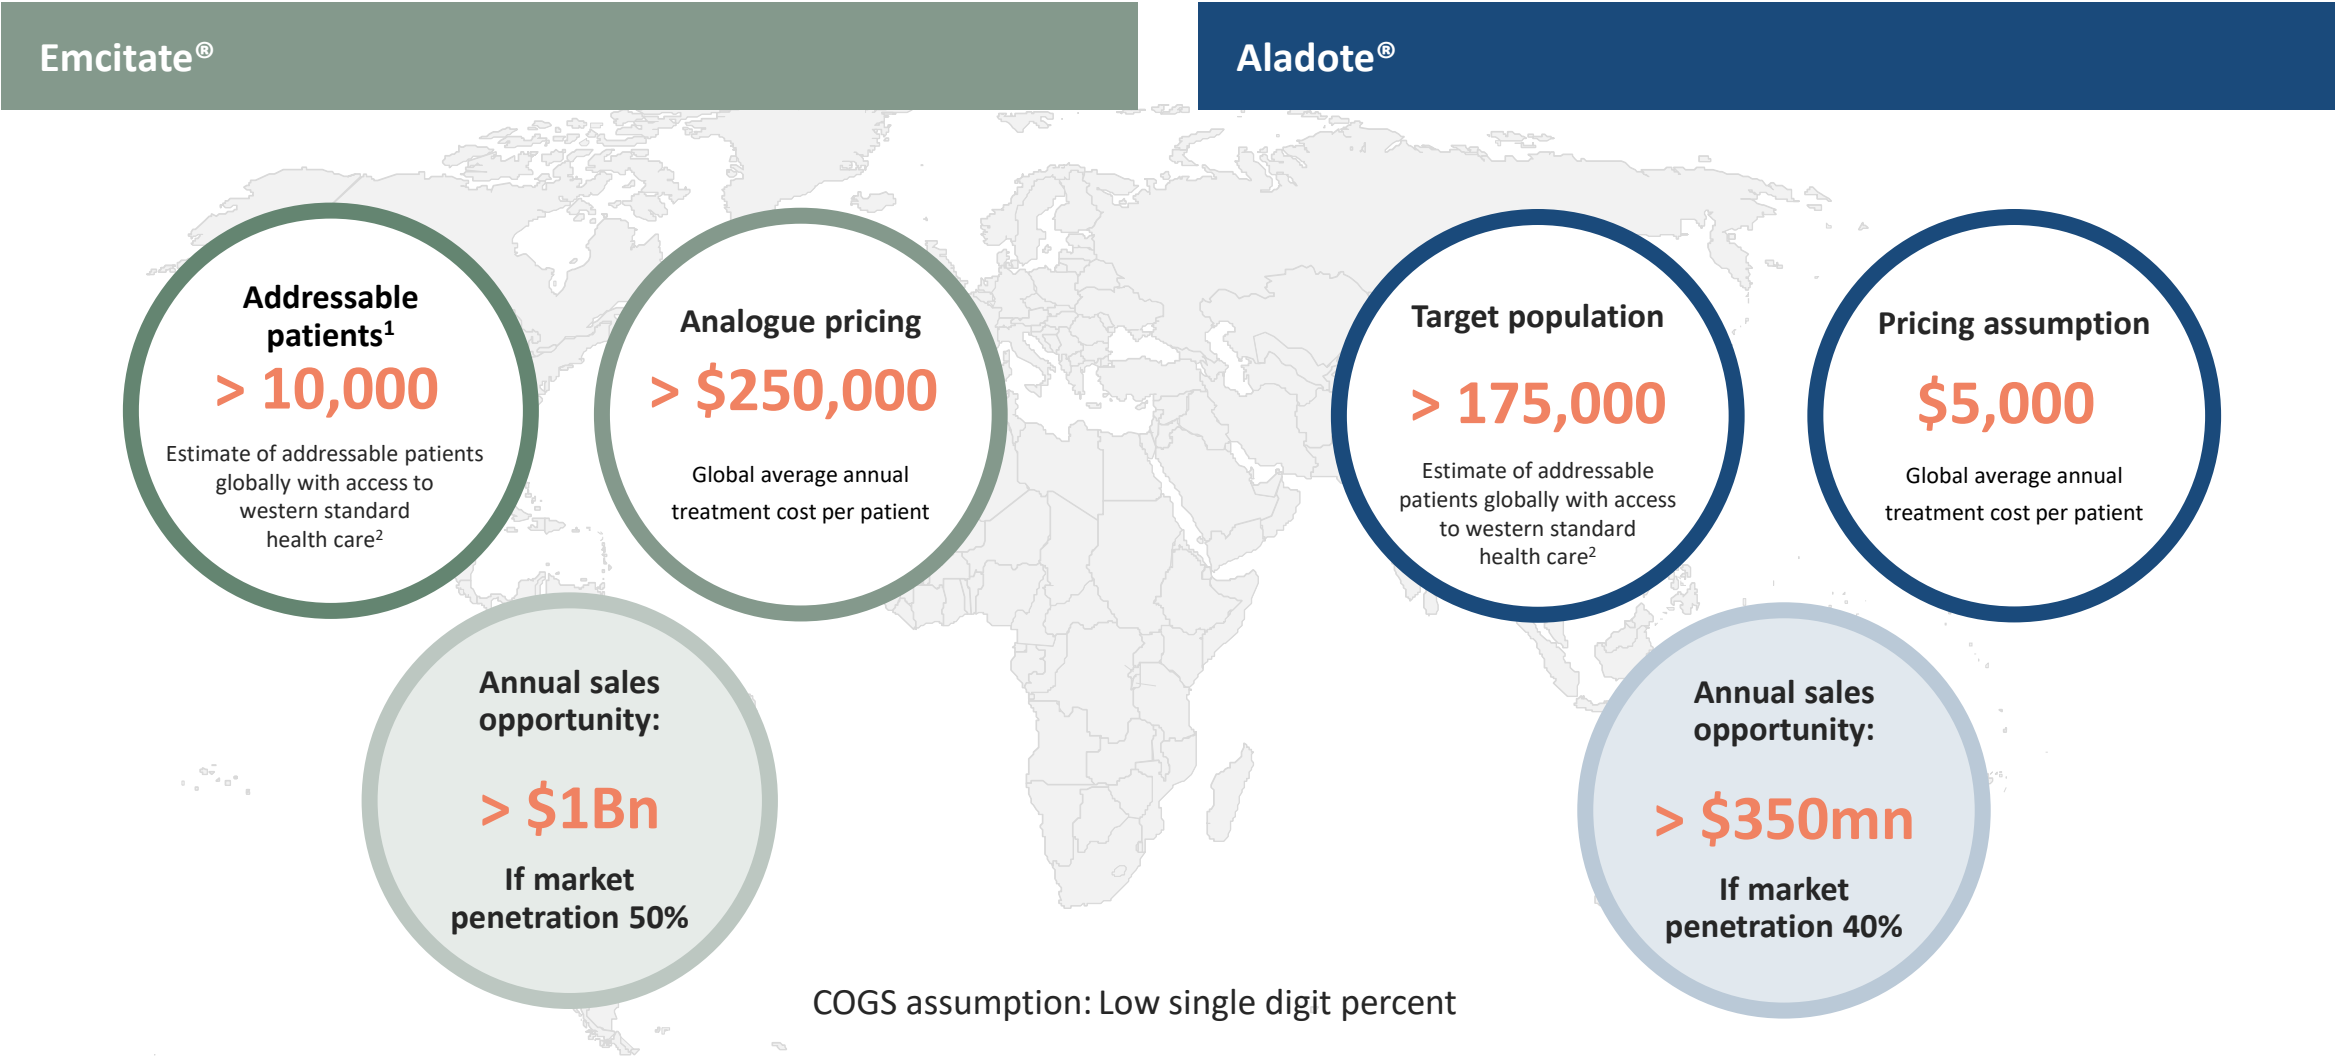 Emcitate®
Aladote®
Addressable
patients¹
> 10,000
Estimate of addressable patients
globally with access to
western standard
health care²
Analogue pricing
> $250,000
Global average annual
treatment cost per patient
Annual sales
opportunity:
> $1Bn
If market
penetration 50%
Target population
> 175,000
Estimate of addressable
patients globally with access
to western standard
health care²
Pricing assumption
$5,000
Global average annual
treatment cost per patient
Annual sales
opportunity:
> $350mn
If market
penetration 40%
COGS assumption: Low single digit percent